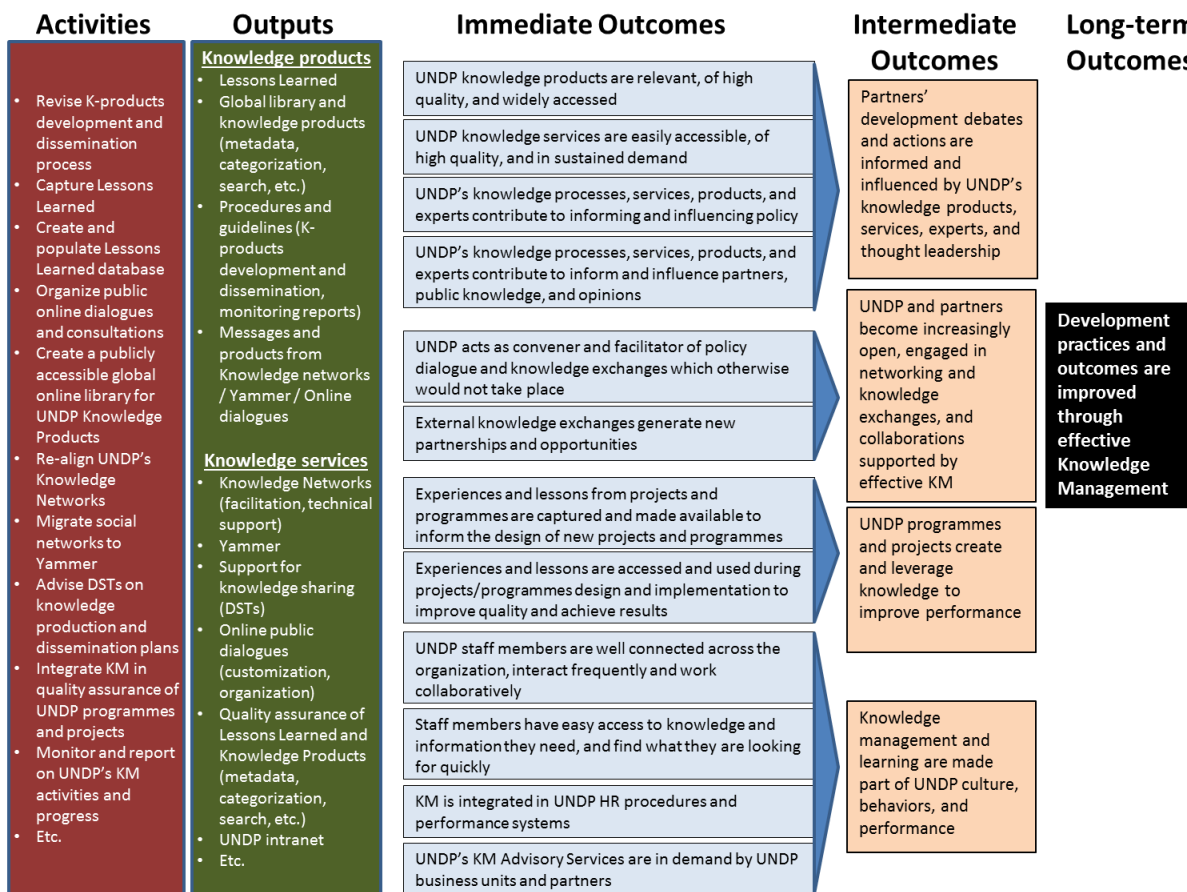 Activities
Revise K-products
development and
dissemination
process
Capture Lessons
Learned
Create and
populate Lessons
Learned database
Organize public
online dialogues
and consultations
Create a publicly
accessible global
online library for
UNDP Knowledge
Products
Re-align UNDP's
Knowledge
Networks
Migrate social
networks to
Yammer
Advise DSTs on
knowledge
production and
dissemination plans
Integrate KM in
quality assurance of
UNDP programmes
and projects
Monitor and report
on UNDP's KM
activities and
progress
Etc.
Outputs
Knowledge products
Lessons Learned
Global library and
knowledge products
(metadata,
categorization,
search, etc.)
Procedures and
guidelines (K-
products
development and
dissemination,
monitoring reports)
Messages and
products from
Knowledge networks
/ Yammer / Online
dialogues
Knowledge services
Knowledge Networks
(facilitation, technical
support)
Yammer
Support for
knowledge sharing
(DSTs)
Online public
dialogues
(customization,
organization)
Quality assurance of
Lessons Learned and
Knowledge Products
(metadata,
categorization,
search, etc.)
UNDP intranet
Etc.
Immediate Outcomes
UNDP knowledge products are relevant, of high
quality, and widely accessed
UNDP knowledge services are easily accessible, of
high quality, and in sustained demand
UNDP's knowledge processes, services, products, and
experts contribute to informing and influencing policy
UNDP's knowledge processes, services, products, and
experts contribute to inform and influence partners,
public knowledge, and opinions
UNDP acts as convener and facilitator of policy
dialogue and knowledge exchanges which otherwise
would not take place
External knowledge exchanges generate new
partnerships and opportunities
Experiences and lessons from projects and
programmes are captured and made available to
inform the design of new projects and programmes
Experiences and lessons are accessed and used during
projects/programmes design and implementation to
improve quality and achieve results
UNDP staff members are well connected across the
organization, interact frequently and work
collaboratively
Staff members have easy access to knowledge and
information they need, and find what they are looking
for quickly
KM is integrated in UNDP HR procedures and
performance systems
UNDP's KM Advisory Services are in demand by UNDP
business units and partners
Intermediate
Outcomes
Partners'
development debates
and actions are
informed and
influenced by UNDP's
knowledge products,
services, experts, and
thought leadership
UNDP and partners
become increasingly
open, engaged in
networking and
knowledge
exchanges, and
collaborations
supported by
effective KM
UNDP programmes
and projects create
and leverage
knowledge to
improve performance
Knowledge
management and
learning are made
part of UNDP culture,
behaviors, and
performance
Long-term
Outcomes
Development
practices and
outcomes are
improved
through
effective
Knowledge
Management